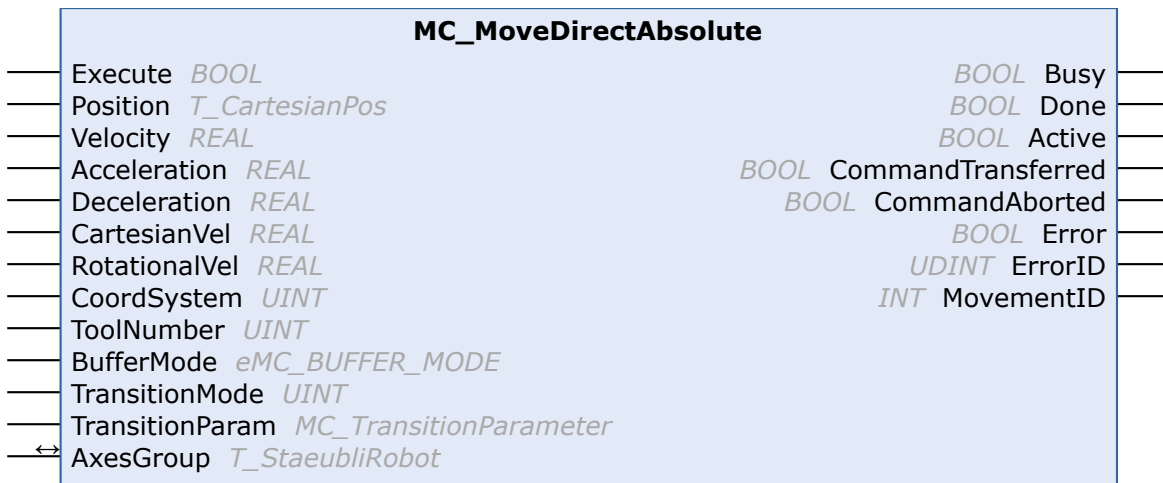 MC_MoveDirectAbsolute
Execute BOOL BOOL Busy
Position T_CartesianPos BOOL Done
Velocity REAL BOOL Active
Acceleration REAL BOOL CommandTransferred
Deceleration REAL BOOL CommandAborted
CartesianVel REAL BOOL Error
RotationalVel REAL UDINT ErrorID
CoordSystem UINT INT MovementID
ToolNumber UINT
BufferMode eMC_BUFFER_MODE
TransitionMode UINT
TransitionParam MC_TransitionParameter
AxesGroup T_StaeubliRobot